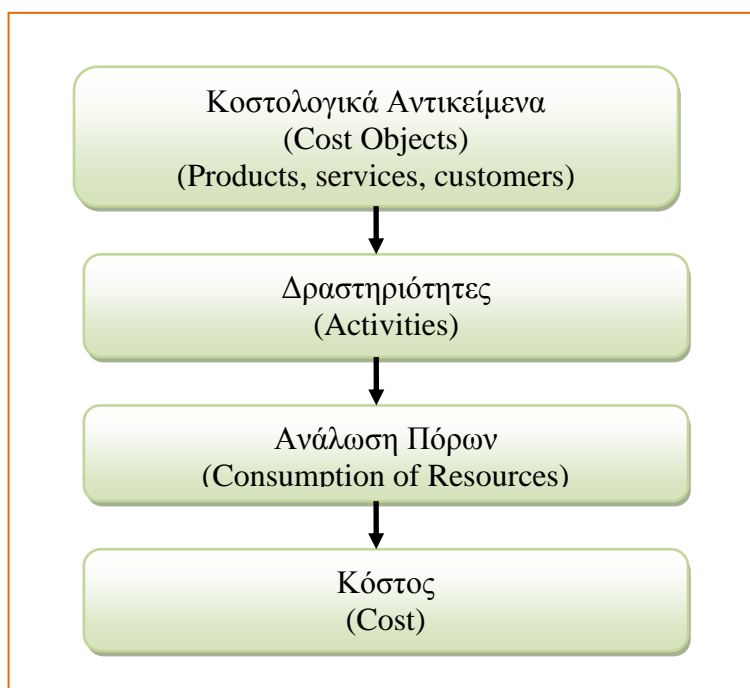 Κοστολογικά Αντικείμενα
(Cost Objects)
(Products, services, customers)
Δραστηριότητες
(Activities)
Ανάλωση Πόρων
(Consumption of Resources)
Κόστος
(Cost)